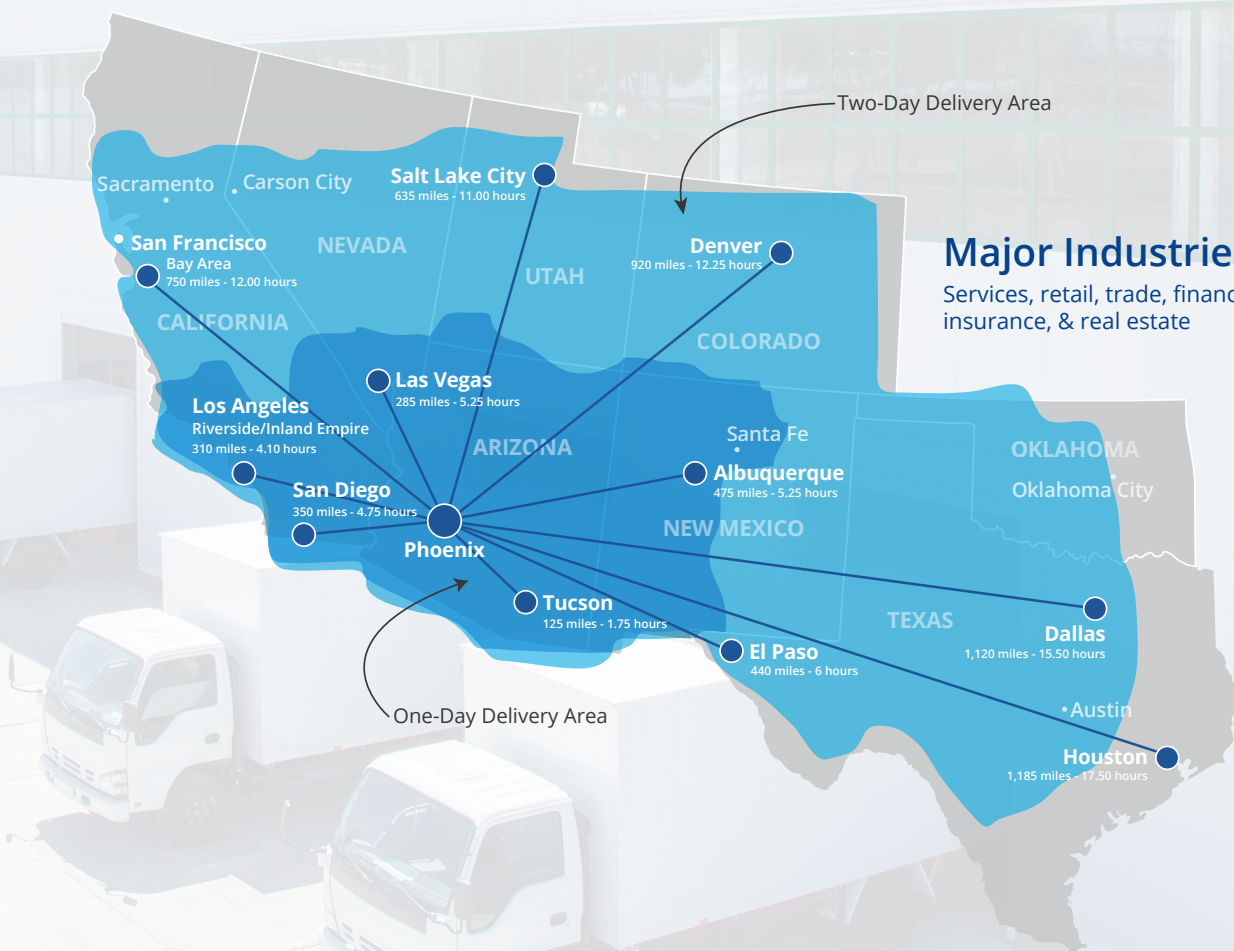 Two-Day Delivery Area
Sacramento
Carson City
Salt Lake City
635 miles - 11.00 hours
San Francisco
Bay Area
750 miles - 12.00 hours
NEVADA
UTAH
Denver
920 miles - 12.25 hours
Major Industrie
Services, retail, trade, financ
insurance, & real estate
CALIFORNIA
COLORADO
Las Vegas
285 miles - 5.25 hours
Los Angeles
Riverside/Inland Empire
310 miles - 4.10 hours
ARIZONA
Santa Fe
Albuquerque
475 miles - 5.25 hours
OKLAHOMA
Oklahoma City
San Diego
350 miles - 4.75 hours
Phoenix
NEW MEXICO
Tucson
125 miles - 1.75 hours
TEXAS
Dallas
1,120 miles - 15.50 hours
El Paso
440 miles - 6 hours
One-Day Delivery Area
Austin
Houston
1,185 miles - 17.50 hours